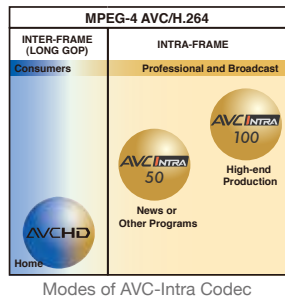 MPEG-4 AVC/H.264
INTER-FRAME
(LONG GOP)
INTRA-FRAME
Consumers
Professional and Broadcast
AVC INTRA
100
High-end
Production
AVC INTRA
50
News or
Other Programs
AVCHD
Home
Modes of AVC-Intra Codec